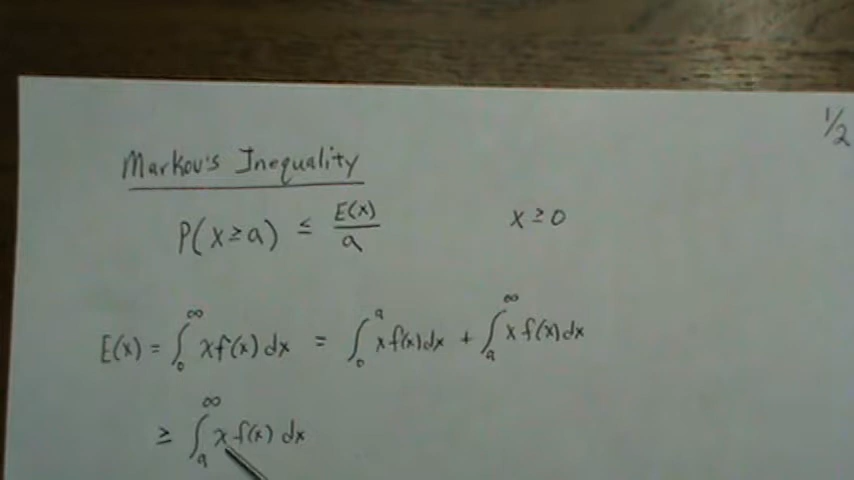 1/2
Markov's Inequality
P(x≥a) ≤ E(x)/a x≥0
E(x) = ∫₀^∞ xf(x)dx = ∫₀^a xf(x)dx + ∫ₐ^∞ xf(x)dx
≥ ∫ₐ^∞ xf(x)dx